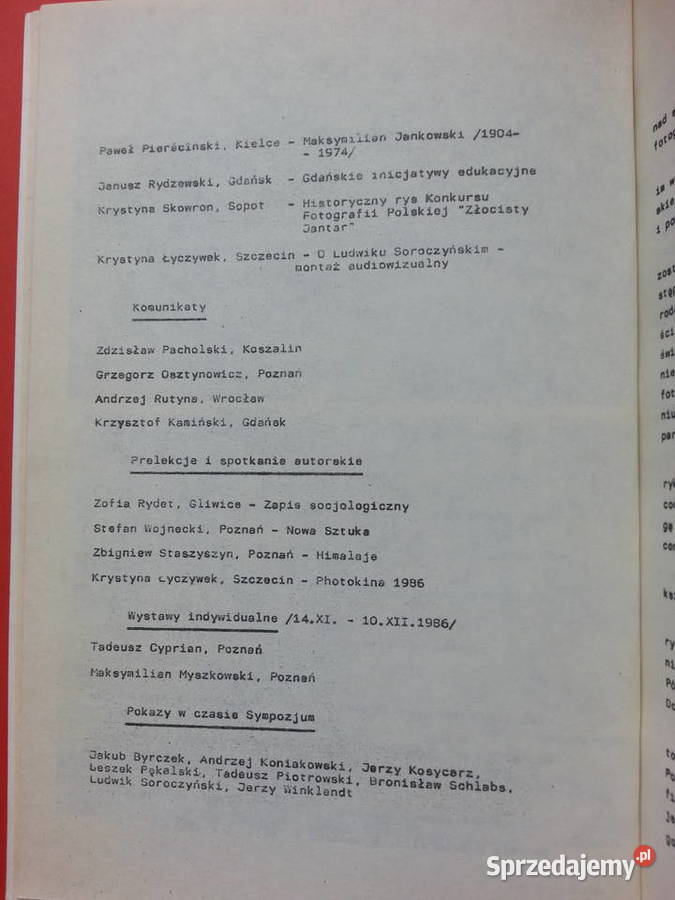 Paweł Pierściński, Kielce - Maksymilian Jankowski /1904-
- 1974/
Janusz Rydzewski, Gdańsk - Gdańskie inicjatywy edukacyjne
Krystyna Skowron, Sopot - Historyczny rys Konkursu
Fotografii Polskiej "Złocisty
Jantar"
Krystyna Łyczywek, Szczecin - O Ludwiku Soroczyńskim -
montaż audiowizualny
Komunikaty
Zdzisław Pacholski, Koszalin
Grzegorz Osztynowicz, Poznań
Andrzej Rutyna, Wrocław
Krzysztof Kamiński, Gdańsk
Prelekcje i spotkanie autorskie
Zofia Rydet, Gliwice - Zapis socjologiczny
Stefan Wojnecki, Poznań - Nowa Sztuka
Zbigniew Staszyszyn, Poznań - Himalaje
Krystyna Łyczywek, Szczecin - Photokina 1986
Wystawy indywidualne /14.XI. - 10.XII.1986/
Tadeusz Cyprian, Poznań
Maksymilian Myszkowski, Poznań
Pokazy w czasie Sympozjum
Jakub Byrczek, Andrzej Koniakowski, Jerzy Kosycarz,
Leszek Pękalski, Tadeusz Piotrowski, Bronisław Schlabs,
Ludwik Soroczyński, Jerzy Winklendt
Sprzedajemy.pl